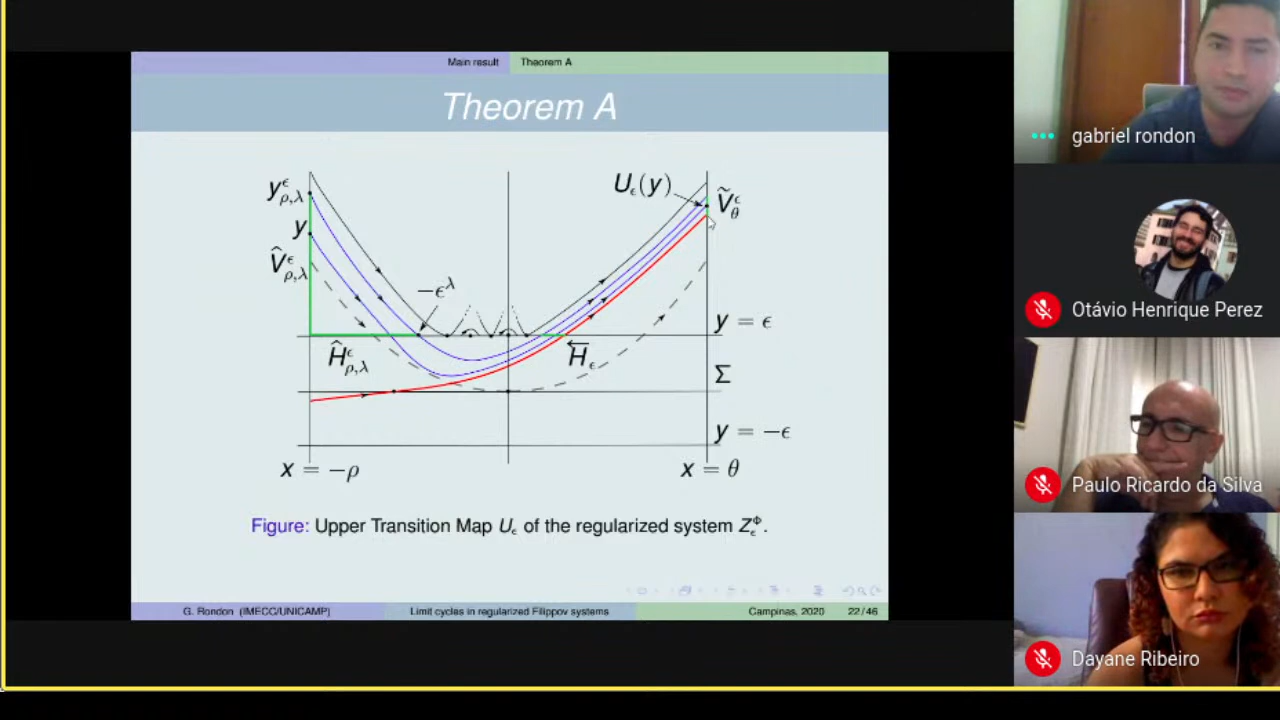 Main result Theorem A
Theorem A
y^ϵ_{ρ,λ}
U_ϵ(y)
Ṽ^ϵ_θ
y
V̂^ϵ_{ρ,λ}
−ϵ^λ
y = ϵ
Ĥ^ϵ_{ρ,λ}
H⃖_ϵ
Σ
y = −ϵ
x = −ρ
x = θ
Figure: Upper Transition Map U_ϵ of the regularized system Z^Φ_ϵ.
G. Rondon (IMECC/UNICAMP) Limit cycles in regularized Filippov systems Campinas, 2020 22/46
gabriel rondon
Otávio Henrique Perez
Paulo Ricardo da Silva
Dayane Ribeiro